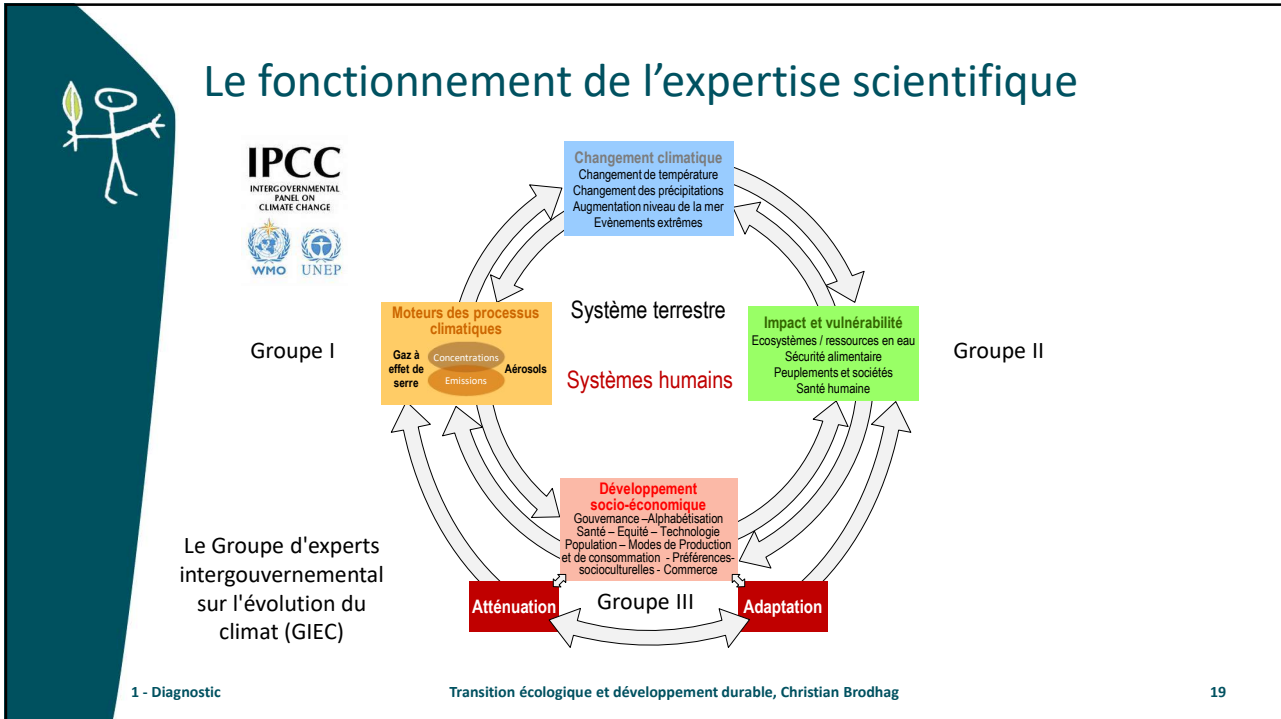 Le fonctionnement de l’expertise scientifique
IPCC
INTERGOVERNMENTAL
PANEL ON
CLIMATE CHANGE
WMO UNEP
Changement climatique
Changement de température
Changement des précipitations
Augmentation niveau de la mer
Evènements extrêmes
Groupe I
Moteurs des processus
climatiques
Gaz à
effet de
serre
Concentrations
Emissions
Aérosols
Système terrestre
Systèmes humains
Impact et vulnérabilité
Ecosystèmes / ressources en eau
Sécurité alimentaire
Peuplements et sociétés
Santé humaine
Groupe II
Développement
socio-économique
Gouvernance –Alphabétisation
Santé – Equité – Technologie
Population – Modes de Production
et de consommation - Préférences-
socioculturelles - Commerce
Atténuation
Groupe III
Adaptation
Le Groupe d'experts
intergouvernemental
sur l'évolution du
climat (GIEC)
1 - Diagnostic
Transition écologique et développement durable, Christian Brodhag
19